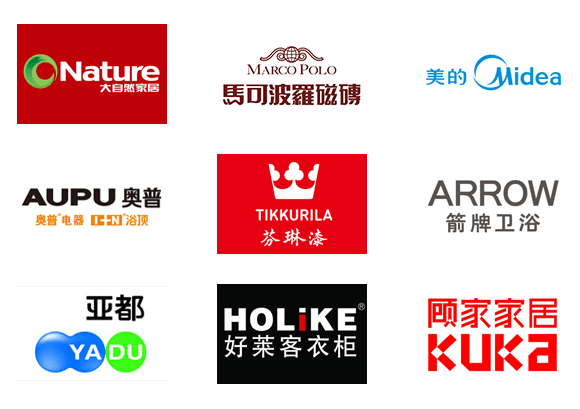 Nature
大自然家居
MARCO POLO
馬可波羅磁磚
美的 Midea
AUPU 奥普
奥普®电器 1+N®浴顶
TIKKURILA
芬琳漆
ARROW
箭牌卫浴
亚都
YADU
HOLiKE®
好莱客衣柜
顾家家居
KUKa